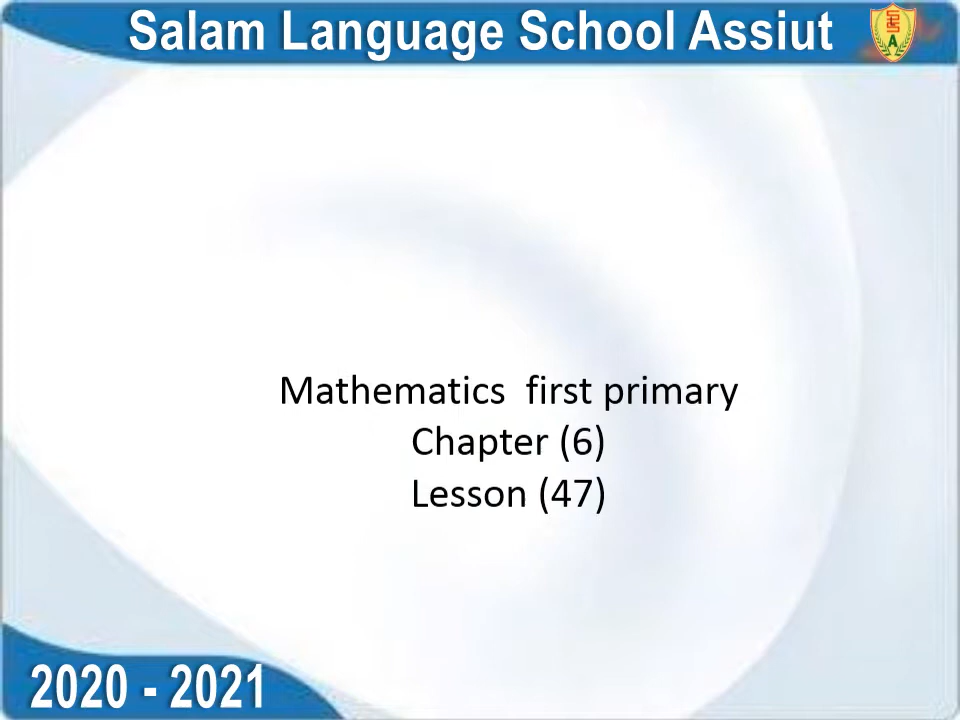 Salam Language School Assiut
Mathematics first primary
Chapter (6)
Lesson (47)
2020 - 2021